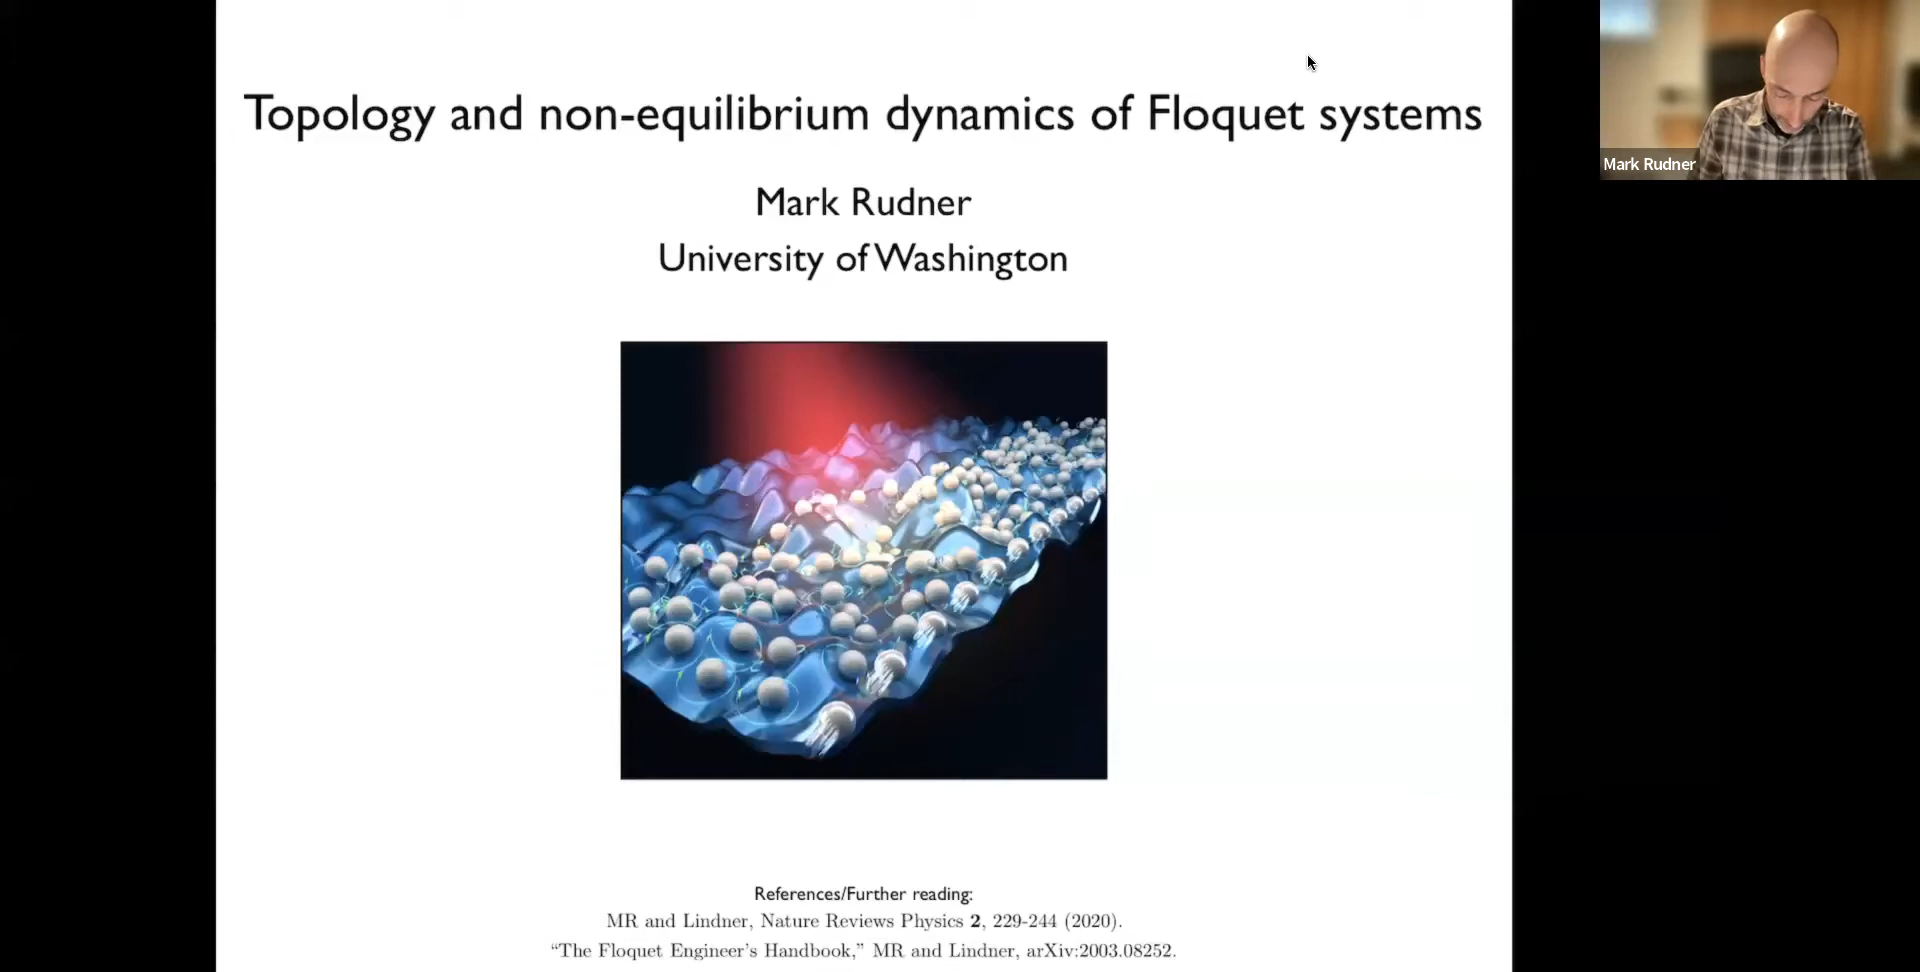 Topology and non-equilibrium dynamics of Floquet systems
Mark Rudner
University of Washington
References/Further reading:
MR and Lindner, Nature Reviews Physics 2, 229-244 (2020).
“The Floquet Engineer's Handbook,” MR and Lindner, arXiv:2003.08252.
Mark Rudner